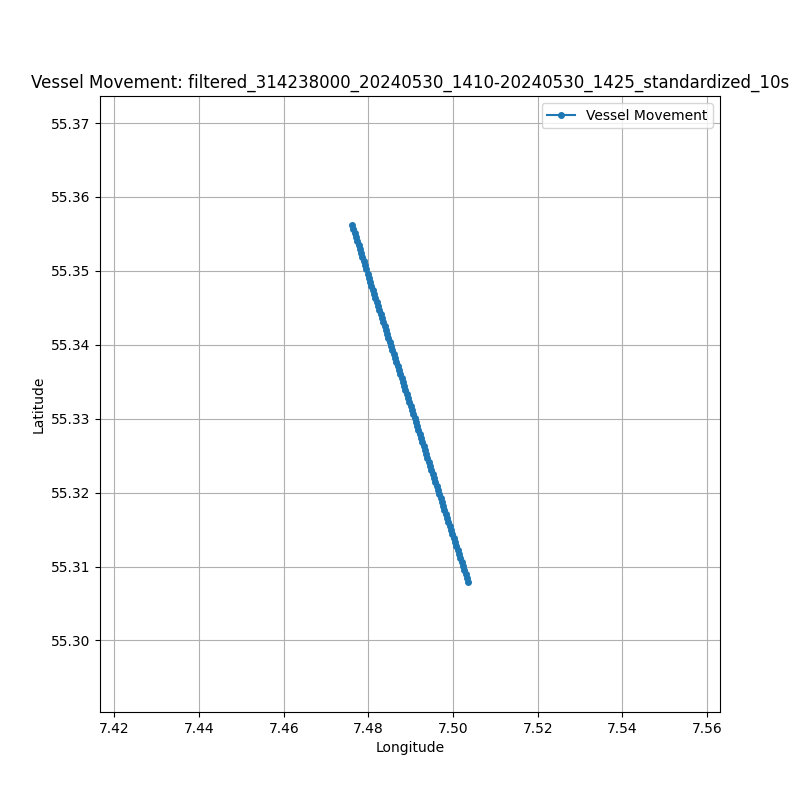 Vessel Movement: filtered_314238000_20240530_1410-20240530_1425_standardized_10s
Vessel Movement
55.37
55.36
55.35
55.34
55.33
55.32
55.31
55.30
Latitude
7.42 7.44 7.46 7.48 7.50 7.52 7.54 7.56
Longitude